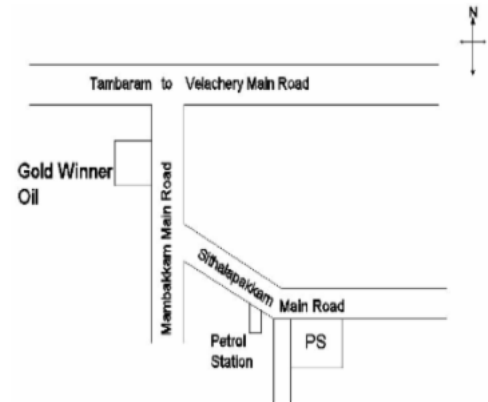 N
Tambaram to Velachery Main Road
Gold Winner
Oil
Mambakkam Main Road
Sithalapakkam Main Road
Petrol
Station
PS